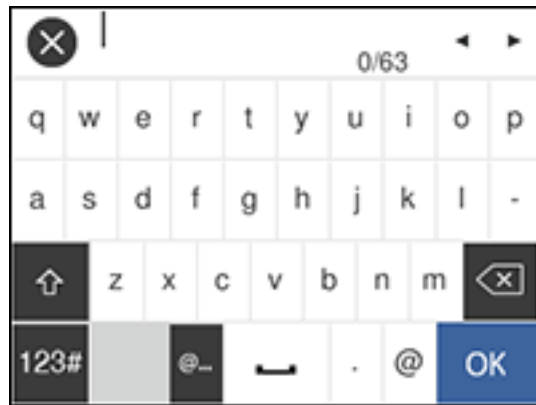 0/63
q w e r t y u i o p
a s d f g h j k l -
z x c v b n m
123# @... . @ OK